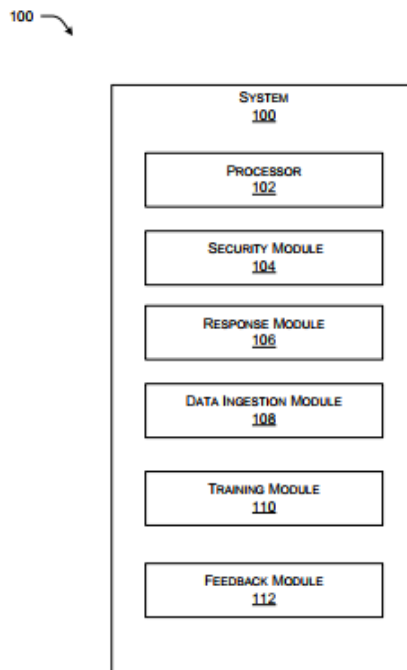 100
SYSTEM
100
PROCESSOR
102
SECURITY MODULE
104
RESPONSE MODULE
106
DATA INGESTION MODULE
108
TRAINING MODULE
110
FEEDBACK MODULE
112